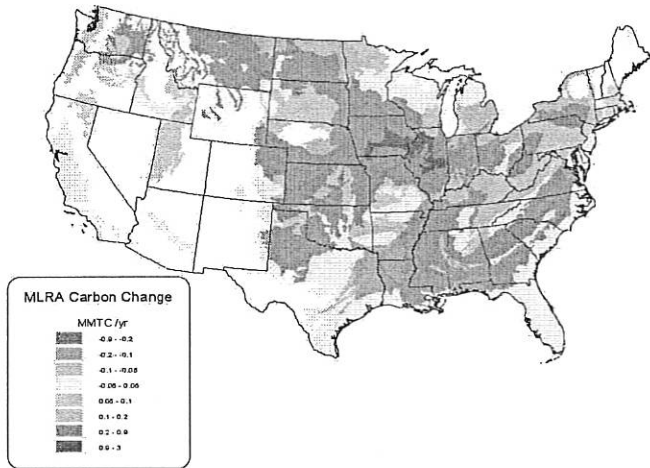 MLRA Carbon Change
MMTC/yr
-0.9 - -0.2
-0.2 - -0.1
-0.1 - -0.05
-0.05 - 0.05
0.05 - 0.1
0.1 - 0.2
0.2 - 0.9
0.9 - 3